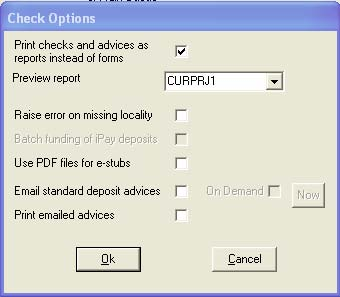 Check Options
Print checks and advices as
reports instead of forms
Preview report
CURPRJ1
Raise error on missing locality
Batch funding of iPay deposits
Use PDF files for e-stubs
Email standard deposit advices
On Demand
Now
Print emailed advices
Ok
Cancel